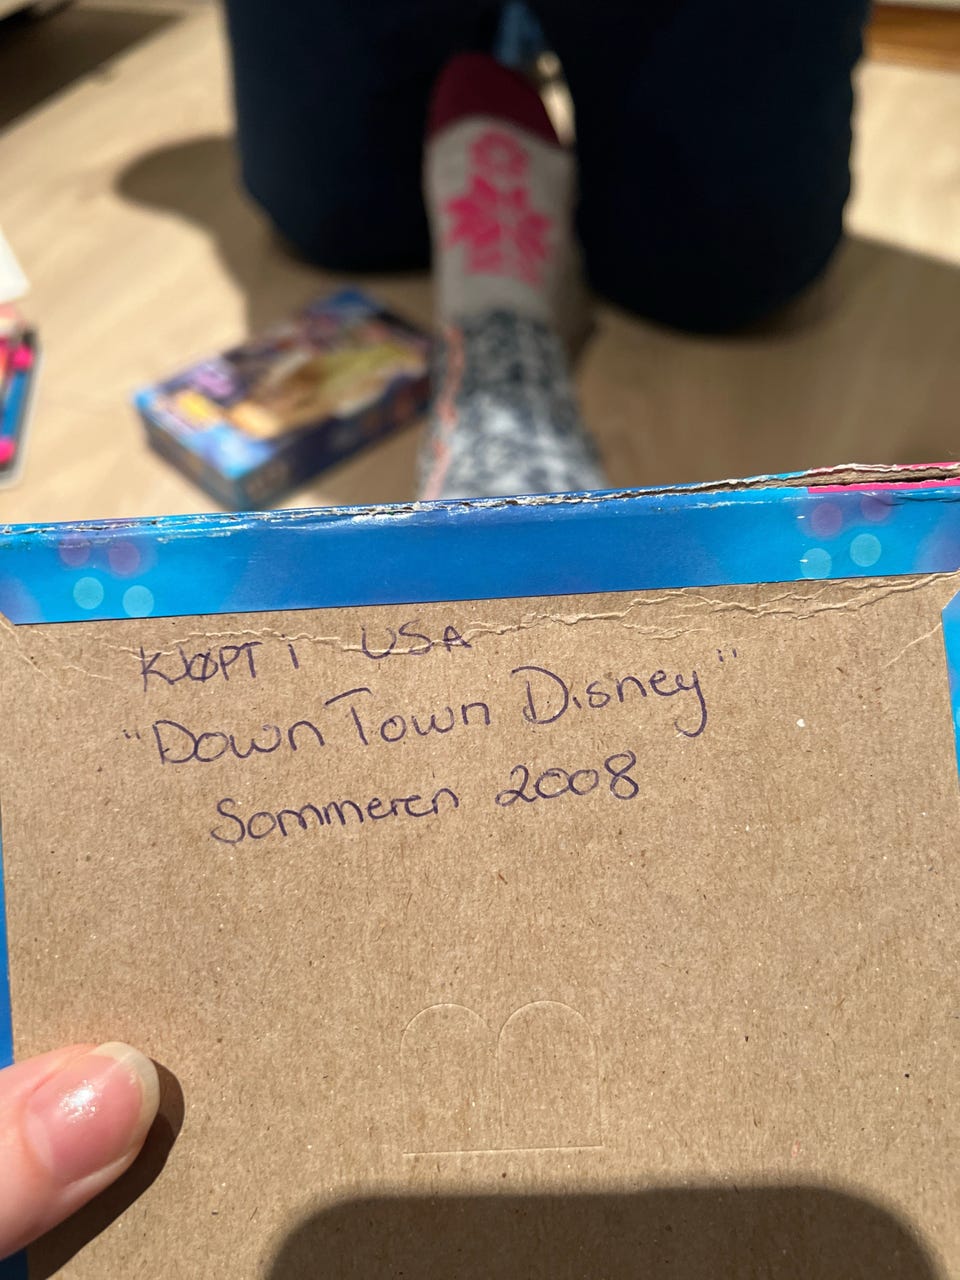 KJØPT i USA
"Down Town Disney"
Sommeren 2008